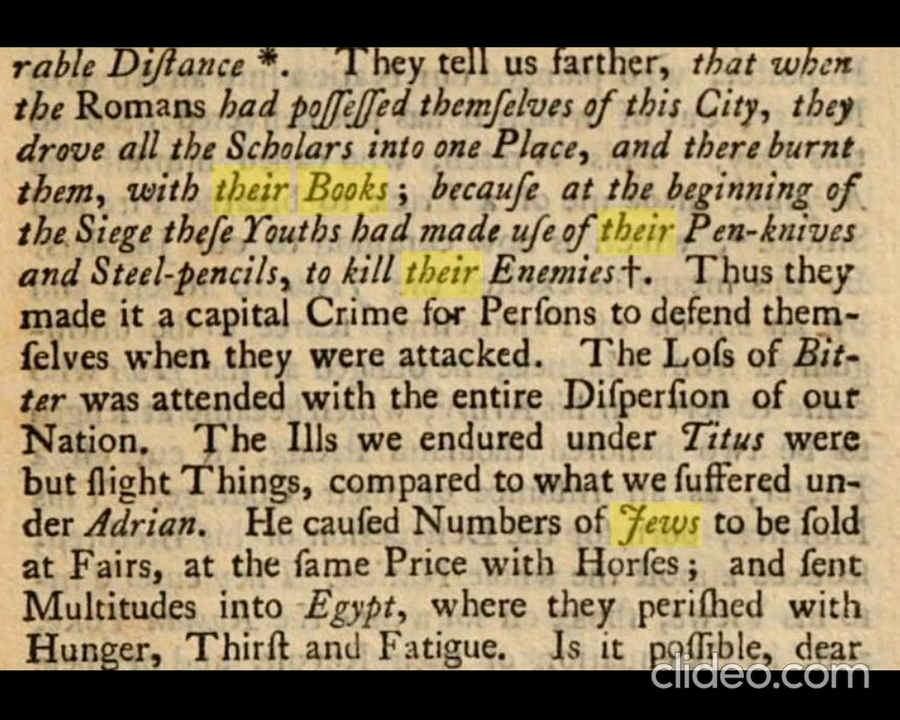 rable Diſtance *. They tell us farther, that when
the Romans had poſſeſſed themſelves of this City, they
drove all the Scholars into one Place, and there burnt
them, with their Books; becauſe at the beginning of
the Siege theſe Youths had made uſe of their Pen-knives
and Steel-pencils, to kill their Enemies†. Thus they
made it a capital Crime for Perſons to defend them-
ſelves when they were attacked. The Loſs of Bit-
ter was attended with the entire Diſperſion of our
Nation. The Ills we endured under Titus were
but ſlight Things, compared to what we ſuffered un-
der Adrian. He cauſed Numbers of Jews to be ſold
at Fairs, at the ſame Price with Horſes; and ſent
Multitudes into Egypt, where they periſhed with
Hunger, Thirſt and Fatigue. Is it poſſible, dear
clideo.com